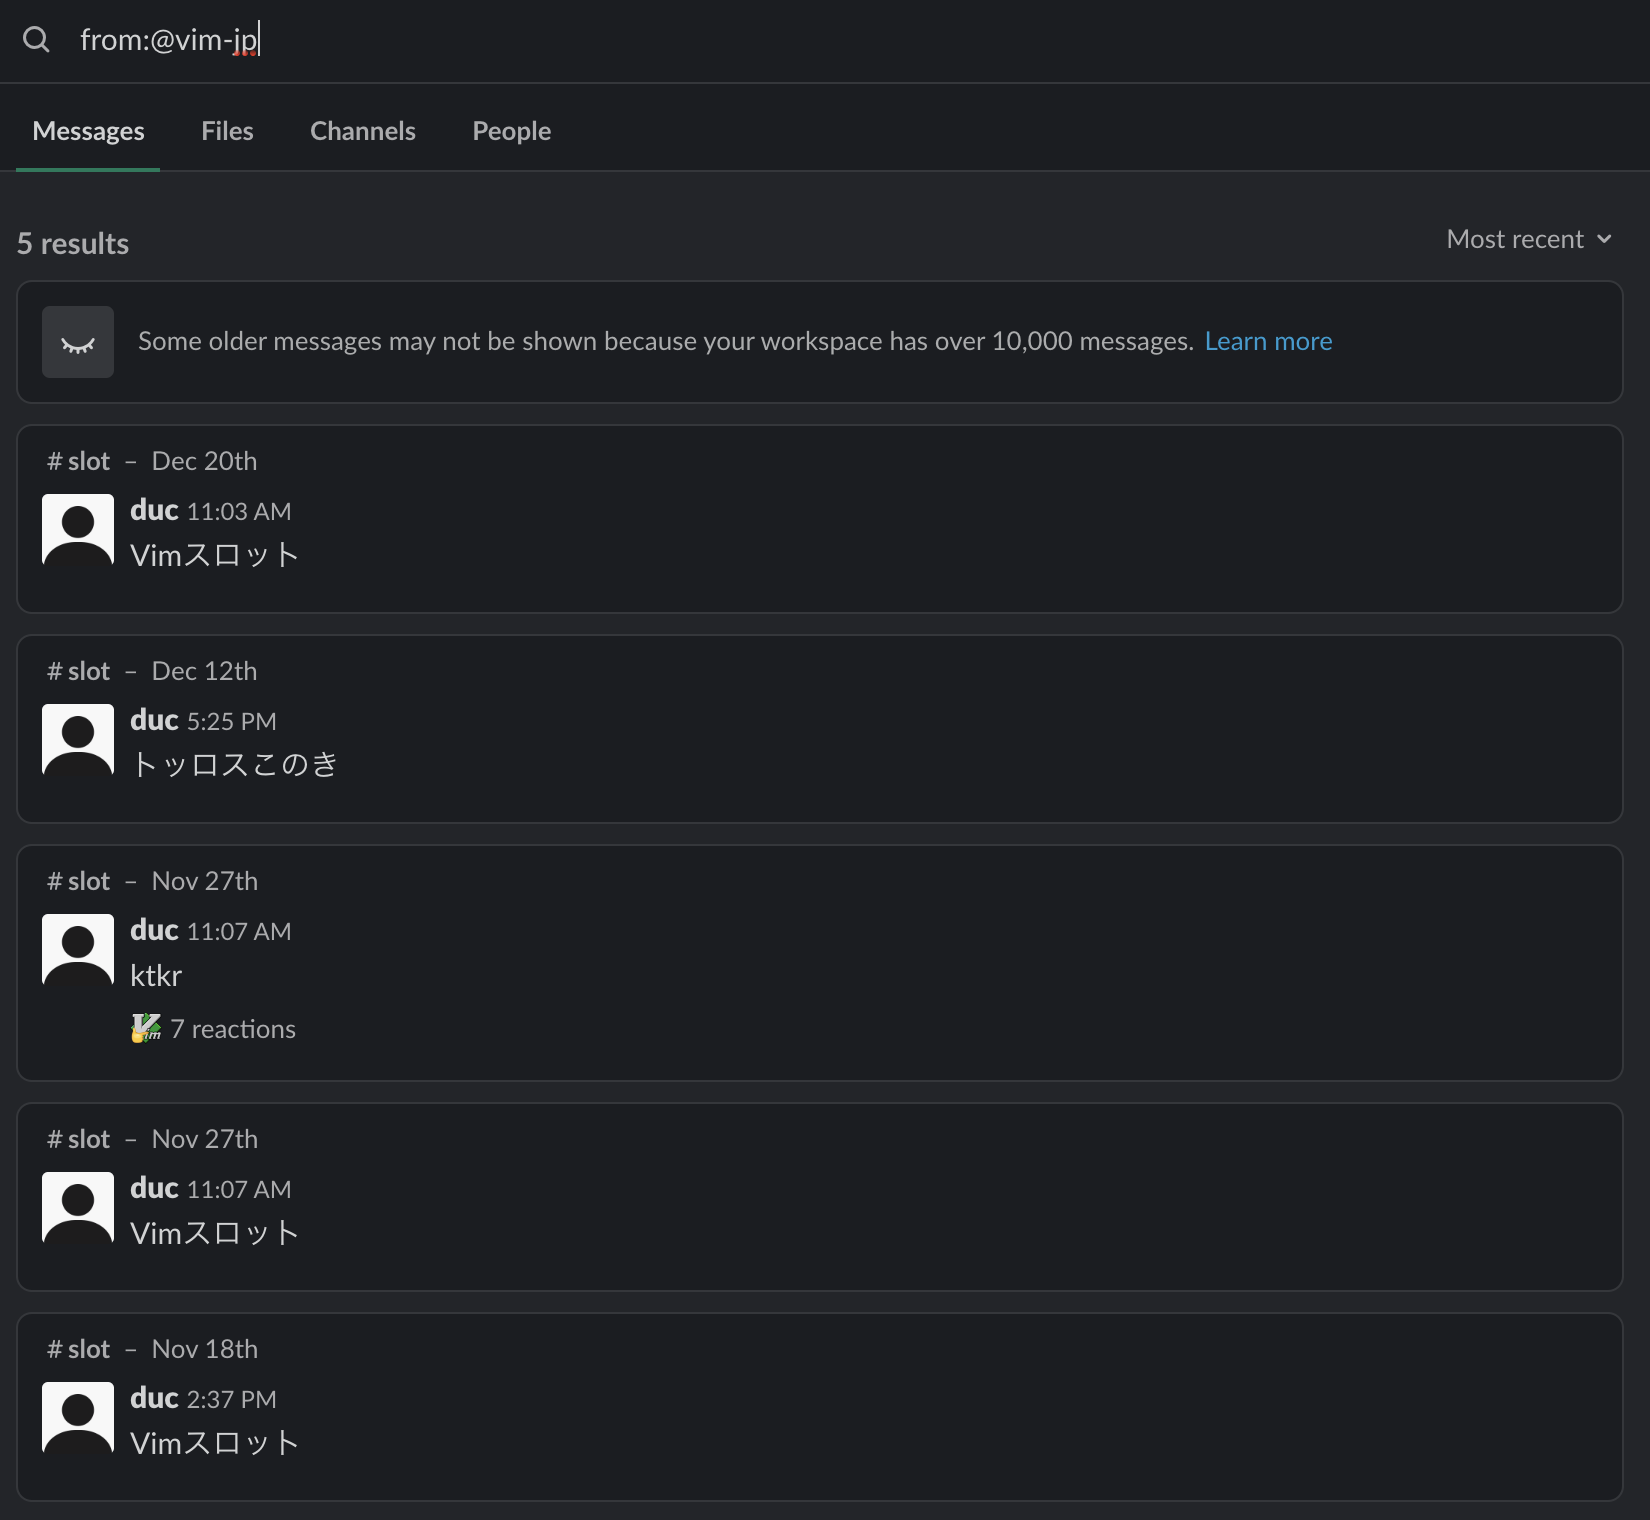 from:@vim-jp
Messages Files Channels People
5 results Most recent
Some older messages may not be shown because your workspace has over 10,000 messages. Learn more
# slot – Dec 20th
duc 11:03 AM
Vimスロット
# slot – Dec 12th
duc 5:25 PM
トッロスこのき
# slot – Nov 27th
duc 11:07 AM
ktkr
Vim 7 reactions
# slot – Nov 27th
duc 11:07 AM
Vimスロット
# slot – Nov 18th
duc 2:37 PM
Vimスロット